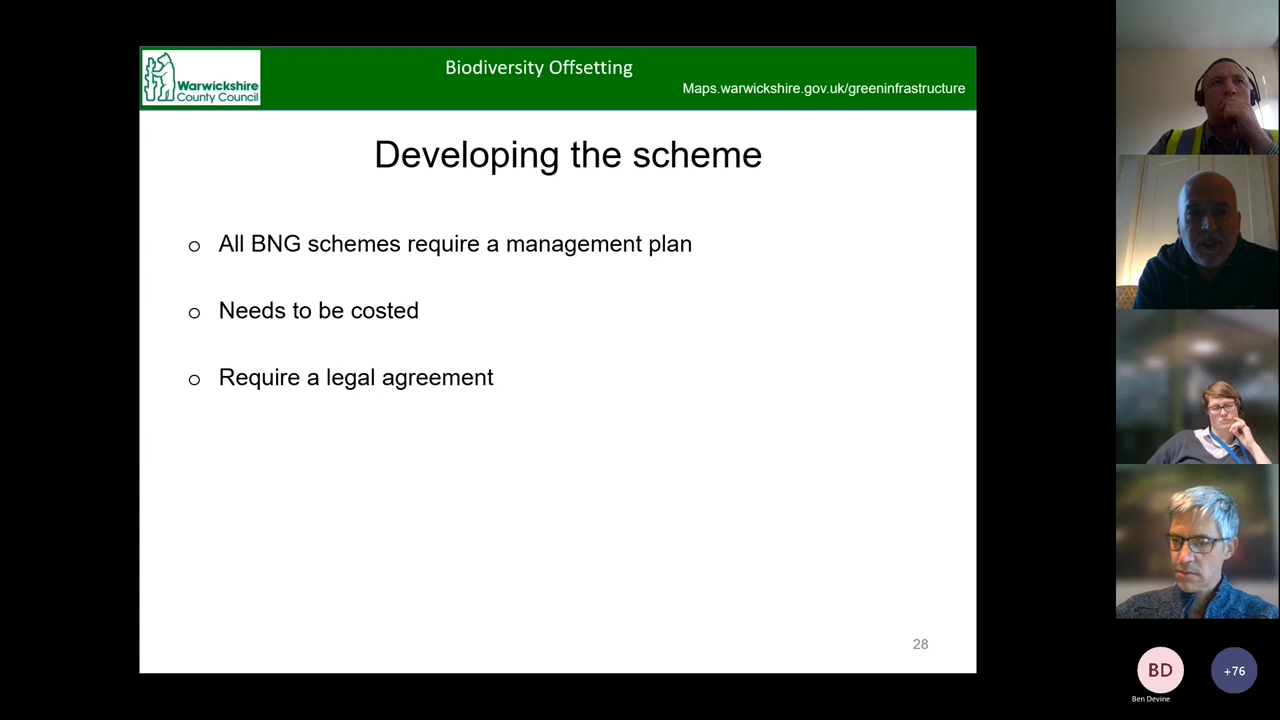 Warwickshire
County Council
Biodiversity Offsetting
Maps.warwickshire.gov.uk/greeninfrastructure
Developing the scheme
o All BNG schemes require a management plan
o Needs to be costed
o Require a legal agreement
28
BD
+76
Ben Devine